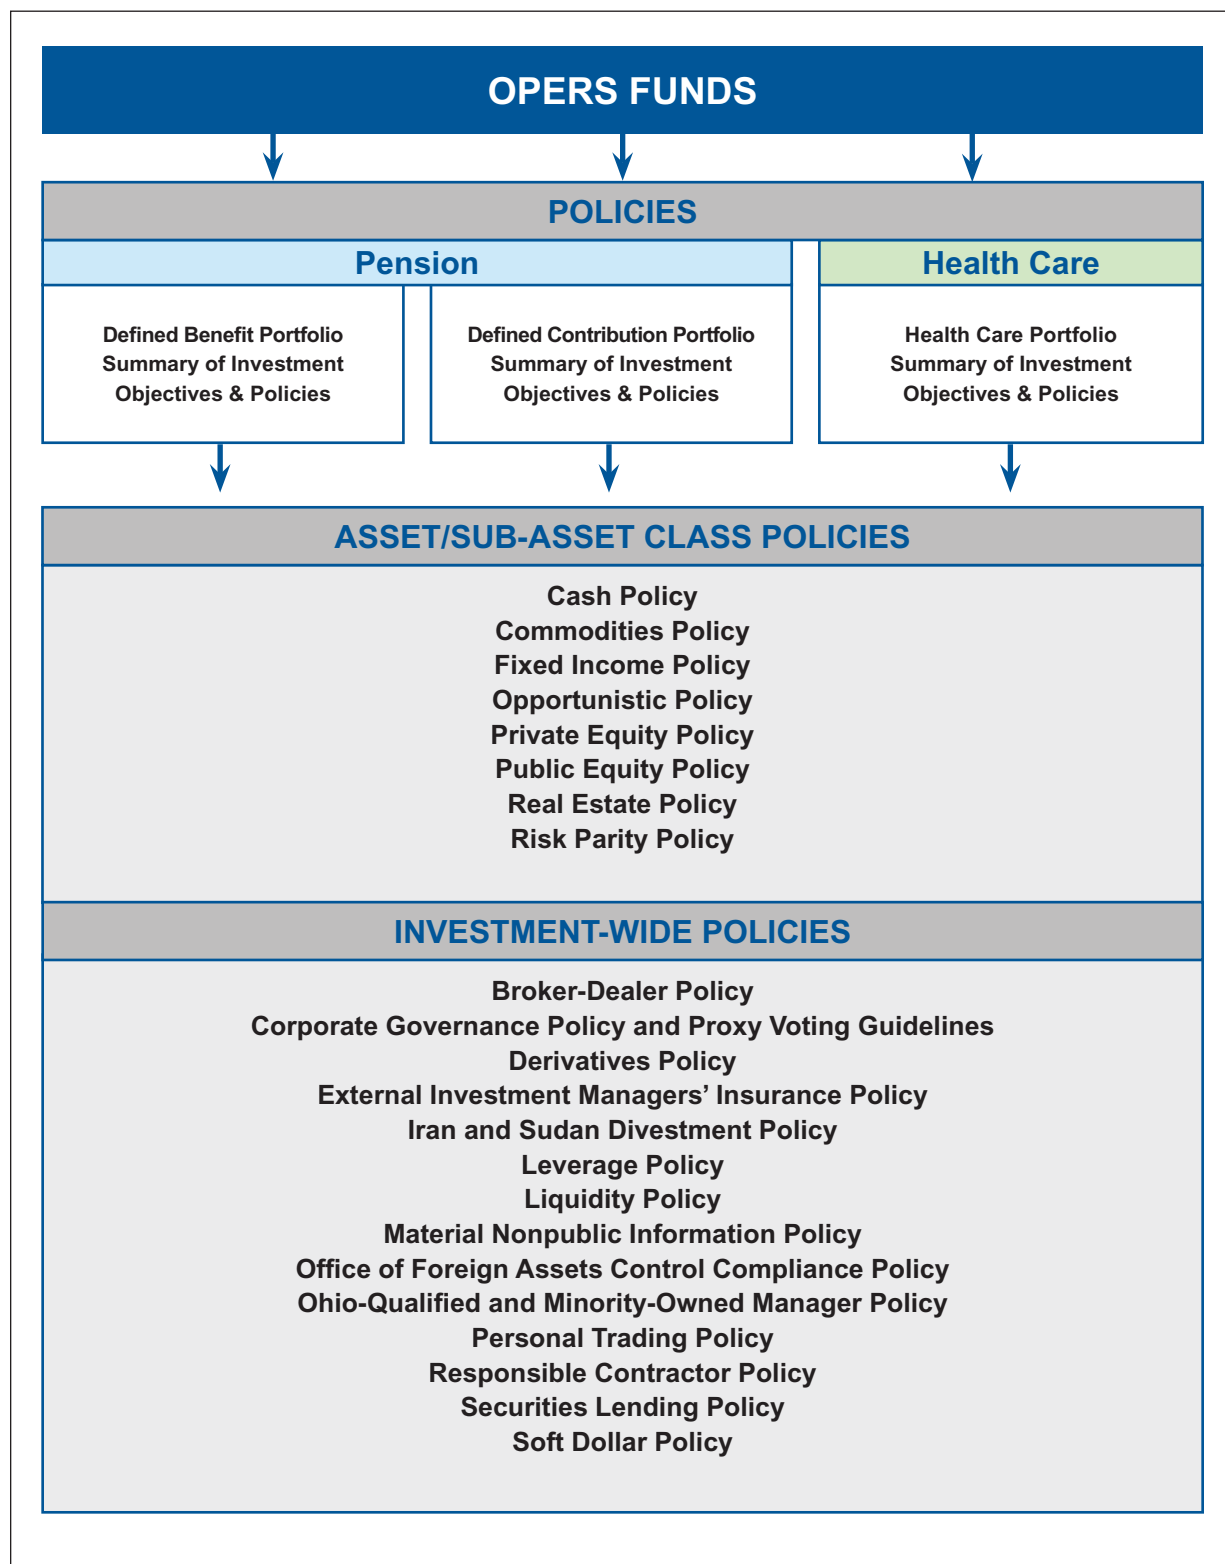 OPERS FUNDS
POLICIES
Pension
Health Care
Defined Benefit Portfolio
Summary of Investment
Objectives & Policies
Defined Contribution Portfolio
Summary of Investment
Objectives & Policies
Health Care Portfolio
Summary of Investment
Objectives & Policies
ASSET/SUB-ASSET CLASS POLICIES
Cash Policy
Commodities Policy
Fixed Income Policy
Opportunistic Policy
Private Equity Policy
Public Equity Policy
Real Estate Policy
Risk Parity Policy
INVESTMENT-WIDE POLICIES
Broker-Dealer Policy
Corporate Governance Policy and Proxy Voting Guidelines
Derivatives Policy
External Investment Managers’ Insurance Policy
Iran and Sudan Divestment Policy
Leverage Policy
Liquidity Policy
Material Nonpublic Information Policy
Office of Foreign Assets Control Compliance Policy
Ohio-Qualified and Minority-Owned Manager Policy
Personal Trading Policy
Responsible Contractor Policy
Securities Lending Policy
Soft Dollar Policy